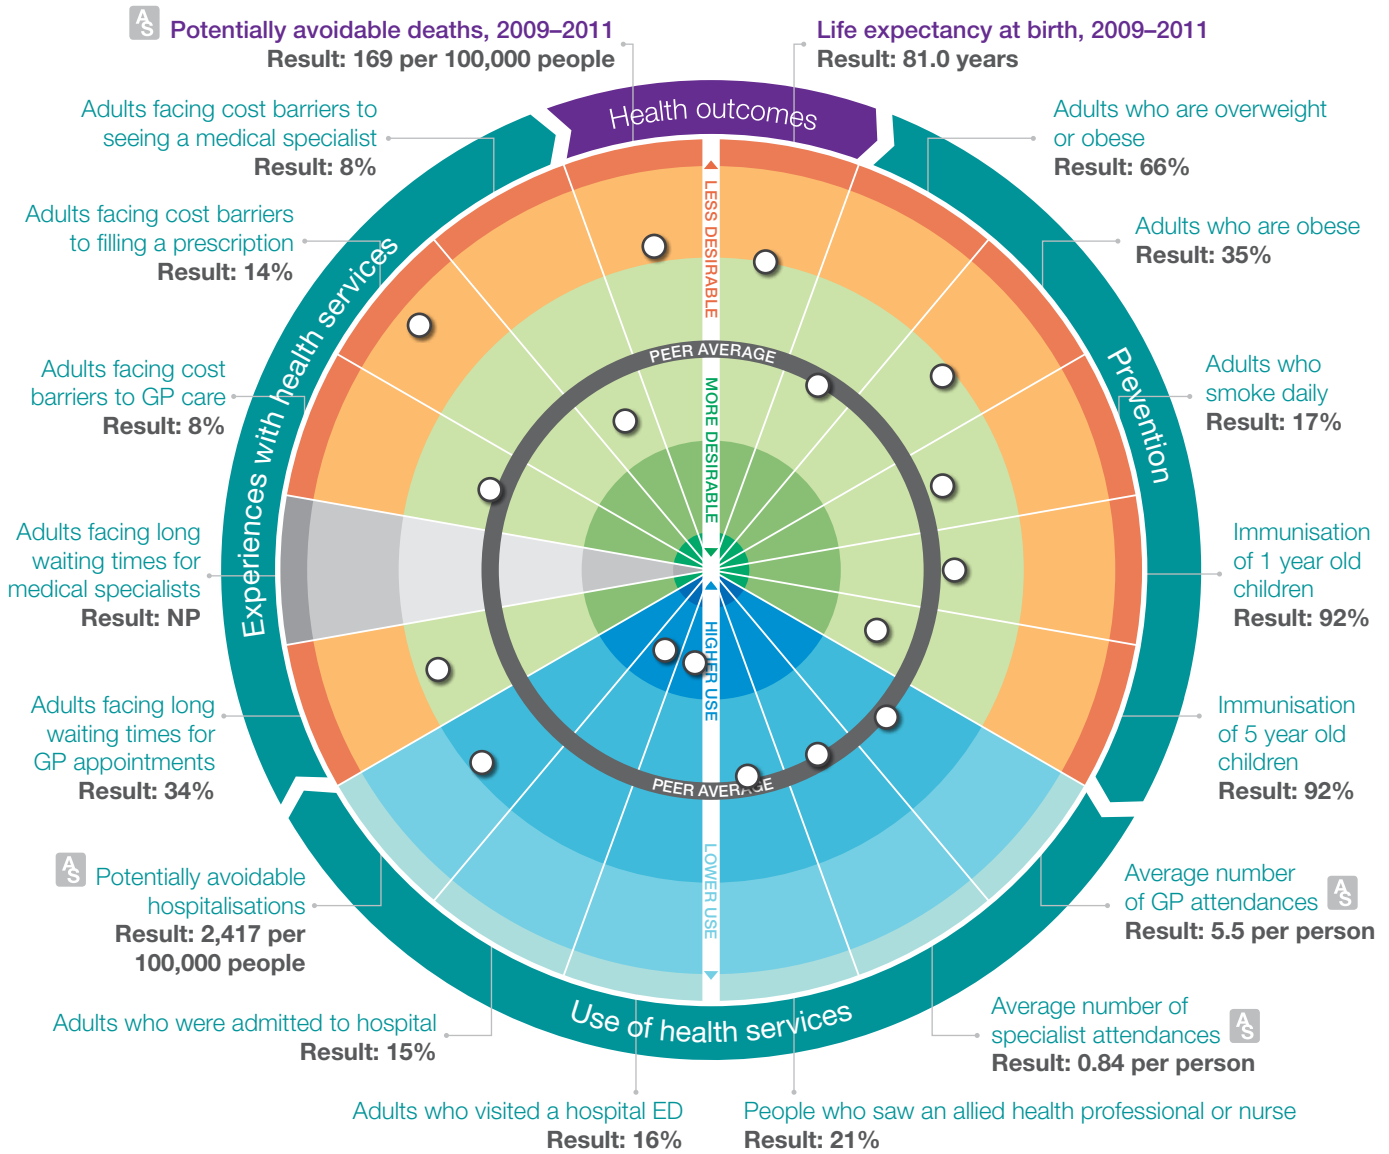 AS Potentially avoidable deaths, 2009–2011
Result: 169 per 100,000 people
Life expectancy at birth, 2009–2011
Result: 81.0 years
Health outcomes
Adults facing cost barriers to
seeing a medical specialist
Result: 8%
Adults who are overweight
or obese
Result: 66%
Adults facing cost barriers
to filling a prescription
Result: 14%
Adults who are obese
Result: 35%
Adults facing cost
barriers to GP care
Result: 8%
Adults who
smoke daily
Result: 17%
Experiences with health services
Prevention
LESS DESIRABLE
PEER AVERAGE
MORE DESIRABLE
Adults facing long
waiting times for
medical specialists
Result: NP
Immunisation
of 1 year old
children
Result: 92%
HIGHER USE
PEER AVERAGE
LOWER USE
Adults facing long
waiting times for
GP appointments
Result: 34%
Immunisation
of 5 year old
children
Result: 92%
AS Potentially avoidable
hospitalisations
Result: 2,417 per
100,000 people
Average number
of GP attendances AS
Result: 5.5 per person
Use of health services
Adults who were admitted to hospital
Result: 15%
Average number of
specialist attendances AS
Result: 0.84 per person
Adults who visited a hospital ED
Result: 16%
People who saw an allied health professional or nurse
Result: 21%